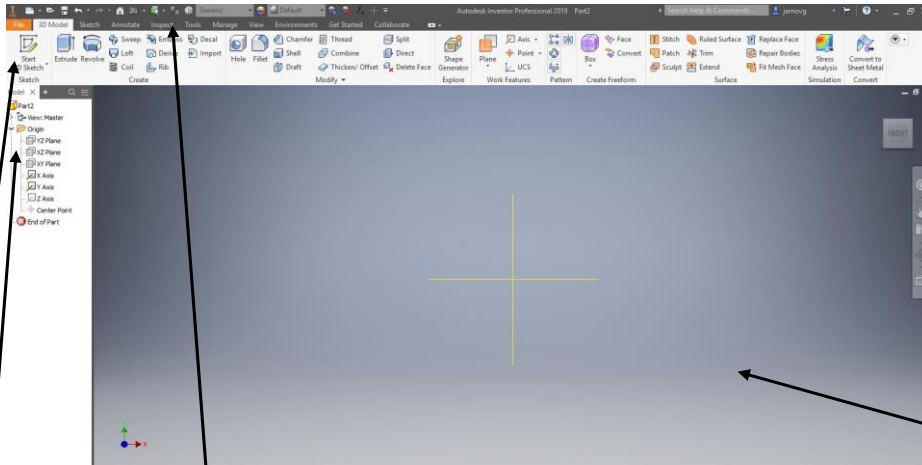 Generic Default Autodesk Inventor Professional 2019 Part2 Search Help & Commands... jernovg
File 3D Model Sketch Annotate Inspect Tools Manage View Environments Get Started Collaborate
Sweep Emboss Decal Chamfer Thread Split Axis Face Stitch Ruled Surface Replace Face
Loft Derive Import Shell Combine Direct Point Convert Patch Trim Repair Bodies
Coil Rib Draft Thicken/ Offset Delete Face UCS Sculpt Extend Fit Mesh Face
Start 2D Sketch Extrude Revolve Hole Fillet Shape Generator Plane Box Stress Analysis Convert to Sheet Metal
Sketch Create Modify Explore Work Features Pattern Create Freeform Surface Simulation Convert
Model
Part2
View: Master
Origin
YZ Plane
XZ Plane
XY Plane
X Axis
Y Axis
Z Axis
Center Point
End of Part
FRONT
X